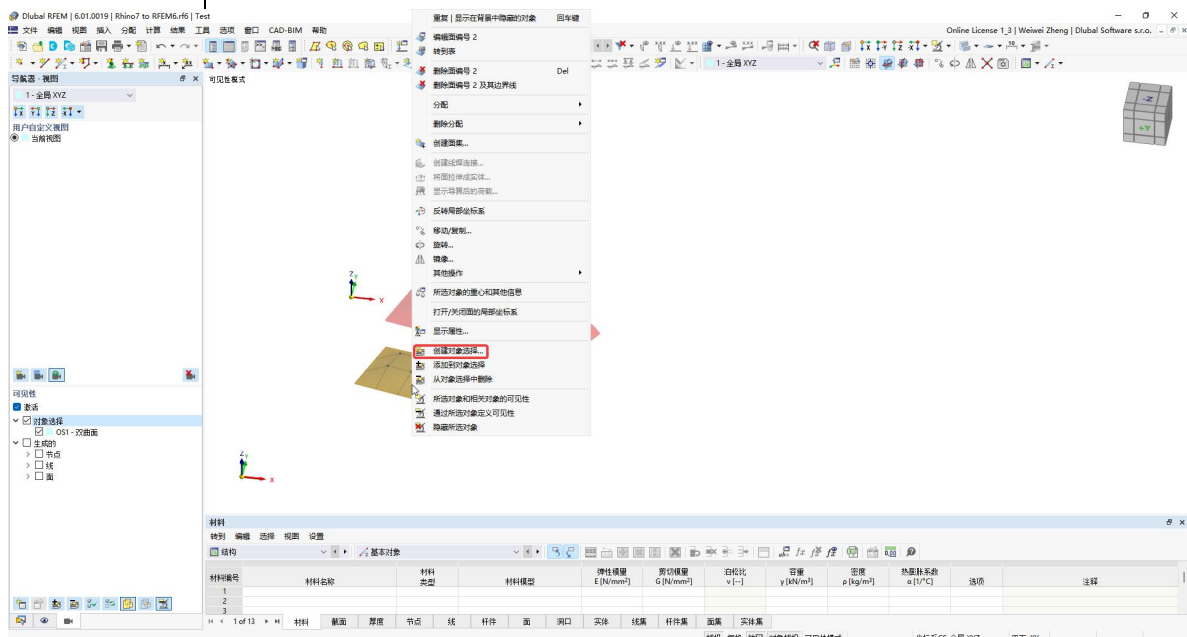 Dlubal RFEM | 6.01.0019 | Rhino7 to RFEM6.rf6 | Test
文件 编辑 视图 插入 分配 计算 结果 工具 选项 窗口 CAD-BIM 帮助
Online License 1_3 | Weiwei Zheng | Dlubal Software s.r.o.
1 - 全局 XYZ
导航器 - 视图
1 - 全局 XYZ
用户自定义视图
当前视图
可见性模式
重复 | 显示在背景中隐藏的对象 回车键
编辑面编号 2
转到表
删除面编号 2 Del
删除面编号 2 及其边界线
分配
删除分配
创建面集...
创建线焊连接...
将面拉伸成实体...
显示导算后的荷载...
反转局部坐标系
移动/复制...
旋转...
镜像...
其他操作
所选对象的重心和其他信息
打开/关闭面的局部坐标系
显示属性...
创建对象选择...
添加到对象选择
从对象选择中删除
所选对象和相关对象的可见性
通过所选对象定义可见性
隐藏所选对象
Z
Y
X
Z
Y
X
-Z
+Y
可见性
激活
对象选择
OS1 - 双曲面
生成的
节点
线
面
材料
转到 编辑 选择 视图 设置
结构
基本对象
材料编号 材料名称 材料类型 材料模型 弹性模量 E [N/mm²] 剪切模量 G [N/mm²] 泊松比 ν [--] 容重 γ [kN/m³] 密度 ρ [kg/m³] 热膨胀系数 α [1/°C] 选项 注释
1
2
3
1 of 13
材料 截面 厚度 节点 线 杆件 面 洞口 实体 线集 杆件集 面集 实体集